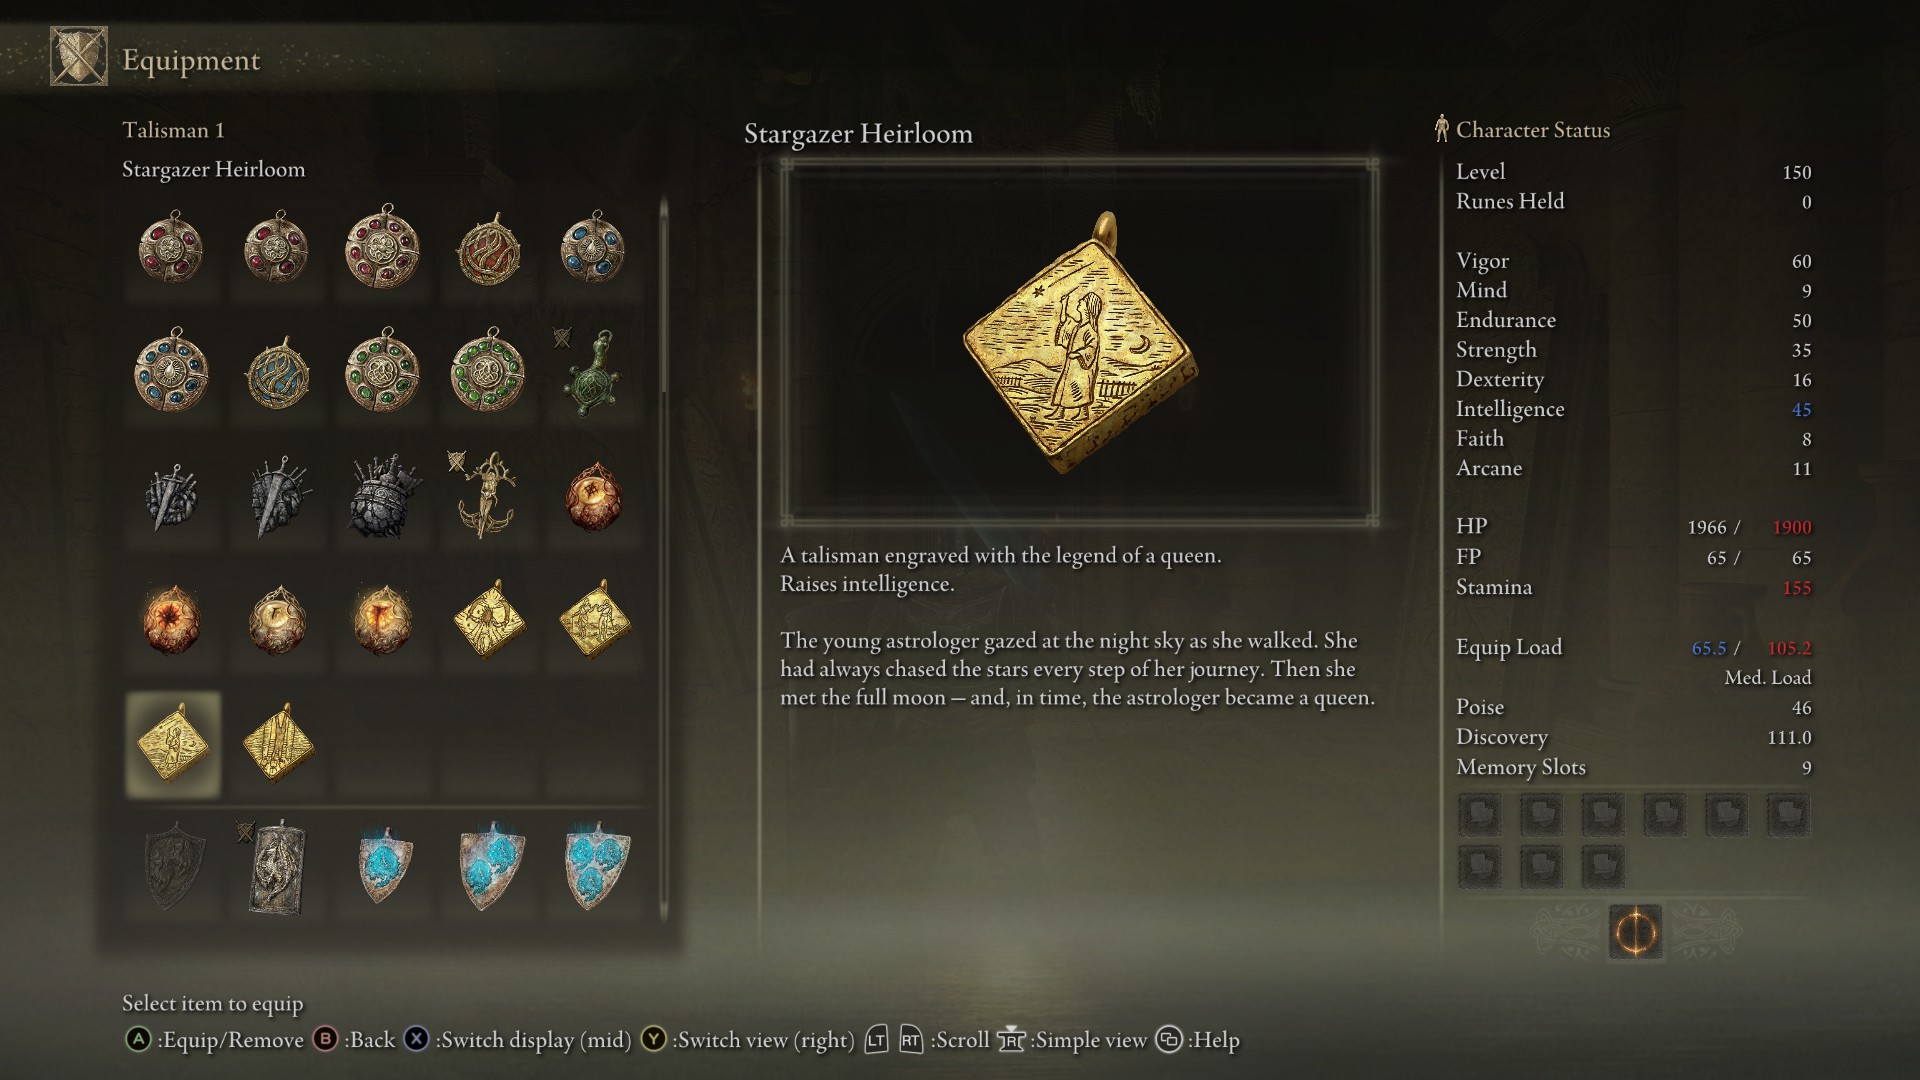 Equipment
Talisman 1
Stargazer Heirloom
Stargazer Heirloom
A talisman engraved with the legend of a queen.
Raises intelligence.
The young astrologer gazed at the night sky as she walked. She
had always chased the stars every step of her journey. Then she
met the full moon — and, in time, the astrologer became a queen.
Character Status
Level 150
Runes Held 0
Vigor 60
Mind 9
Endurance 50
Strength 35
Dexterity 16
Intelligence 45
Faith 8
Arcane 11
HP 1966 / 1900
FP 65 / 65
Stamina 155
Equip Load 65.5 / 105.2
Med. Load
Poise 46
Discovery 111.0
Memory Slots 9
Select item to equip
A :Equip/Remove B :Back X :Switch display (mid) Y :Switch view (right) LT RT :Scroll R :Simple view :Help